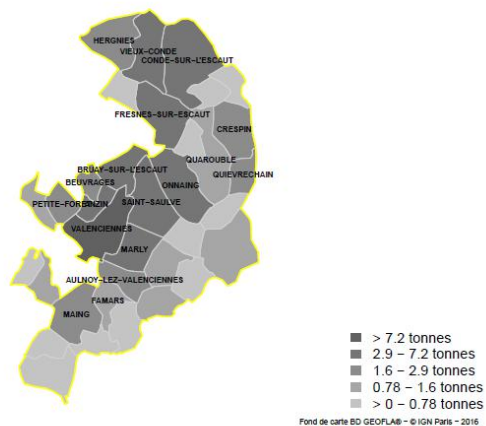 HERGNIES
VIEUX-CONDE
CONDE-SUR-L'ESCAUT
FRESNES-SUR-ESCAUT
CRESPIN
QUAROUBLE
BRUAY-SUR-L'ESCAUT
QUIEVRECHAIN
BEUVRAGES
ONNAING
PETITE-FORE
ANZIN
SAINT-SAULVE
VALENCIENNES
MARLY
AULNOY-LEZ-VALENCIENNES
FAMARS
MAING
> 7.2 tonnes
2.9 - 7.2 tonnes
1.6 - 2.9 tonnes
0.78 - 1.6 tonnes
> 0 - 0.78 tonnes
Fond de carte BD GEOFLA® - © IGN Paris - 2016